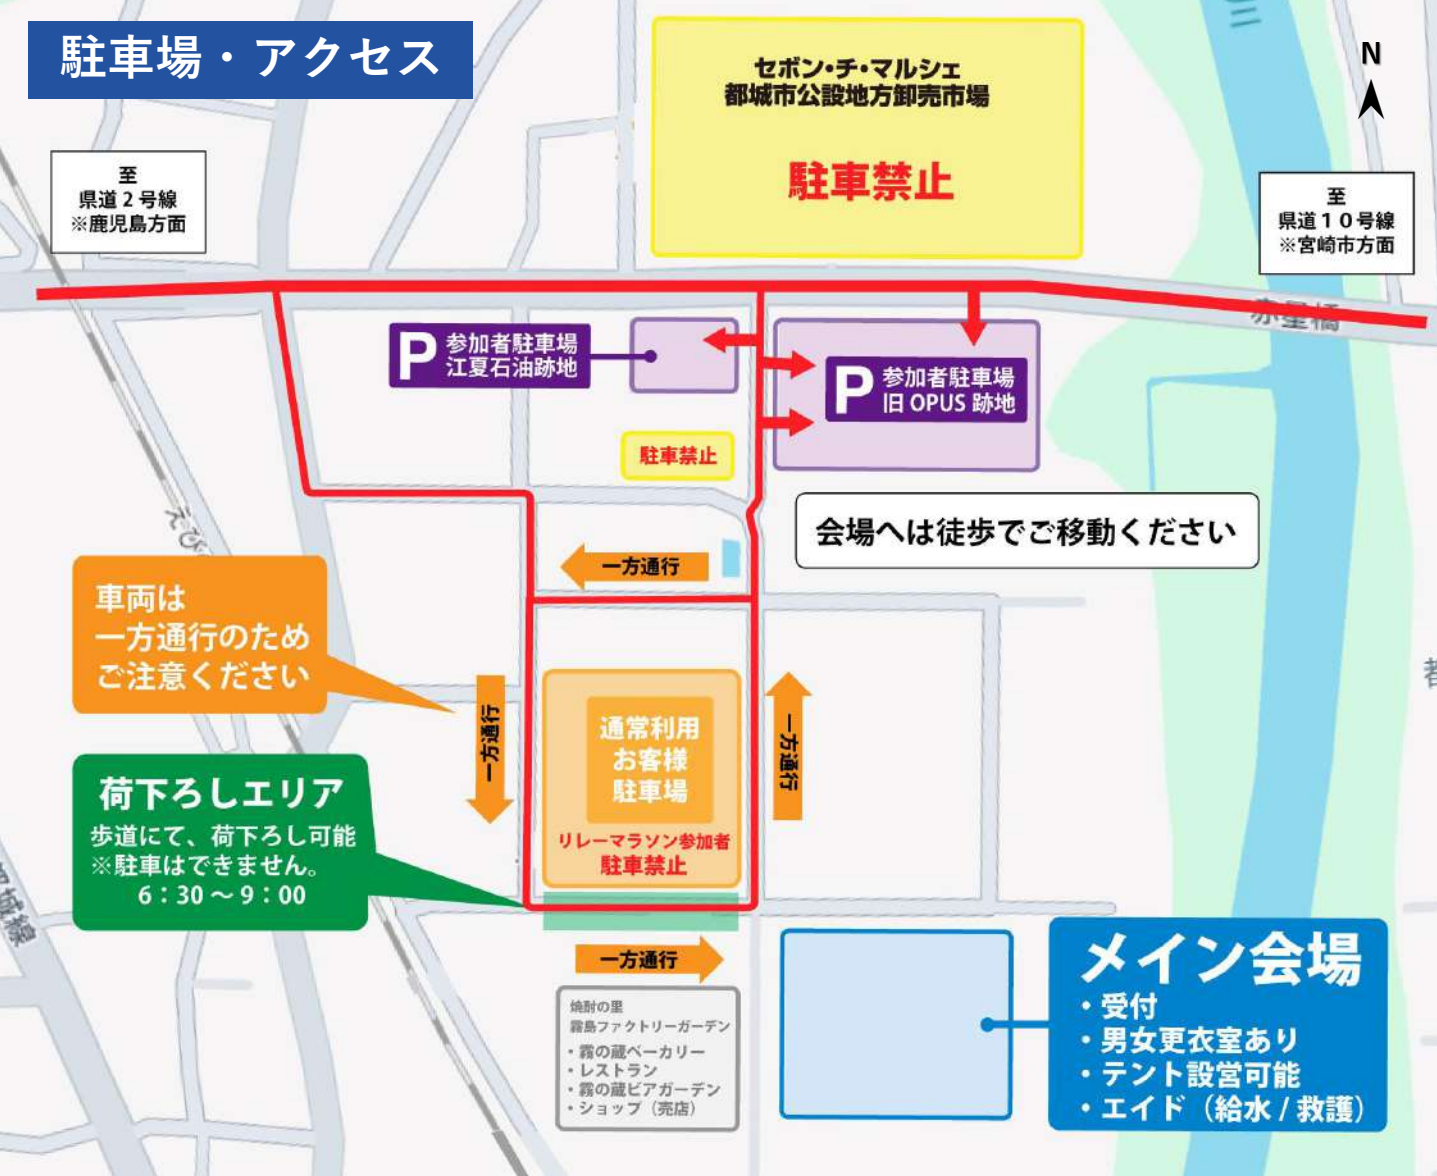 駐車場・アクセス
N
セボン・チ・マルシェ
都城市公設地方卸売市場
駐車禁止
至
県道2号線
※鹿児島方面
至
県道10号線
※宮崎市方面
赤星橋
P 参加者駐車場
江夏石油跡地
P 参加者駐車場
旧OPUS跡地
駐車禁止
会場へは徒歩でご移動ください
えび
一方通行
車両は
一方通行のため
ご注意ください
一方通行
一方通行
通常利用
お客様
駐車場
リレーマラソン参加者
駐車禁止
荷下ろしエリア
歩道にて、荷下ろし可能
※駐車はできません。
6:30～9:00
城線
一方通行
焼酎の里
霧島ファクトリーガーデン
・霧の蔵ベーカリー
・レストラン
・霧の蔵ビアガーデン
・ショップ（売店）
メイン会場
・受付
・男女更衣室あり
・テント設営可能
・エイド（給水/救護）